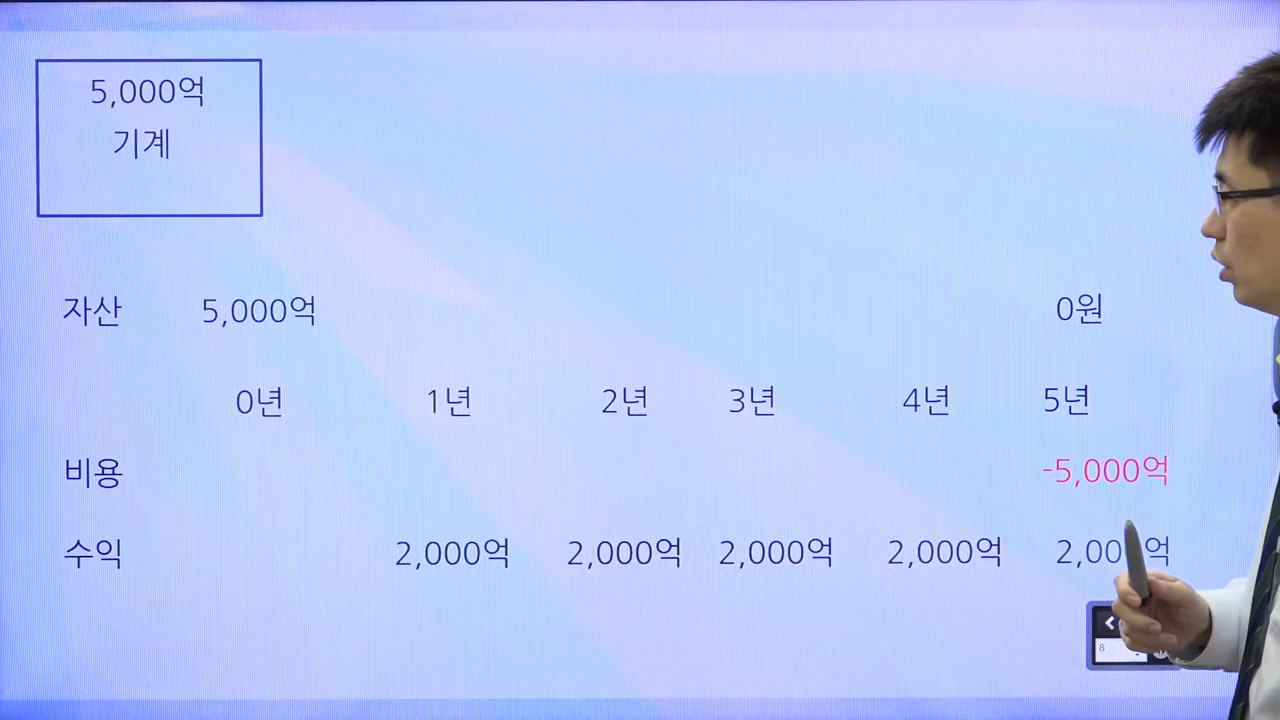 5,000억
기계
자산 5,000억 0원
0년 1년 2년 3년 4년 5년
비용 -5,000억
수익 2,000억 2,000억 2,000억 2,000억
8